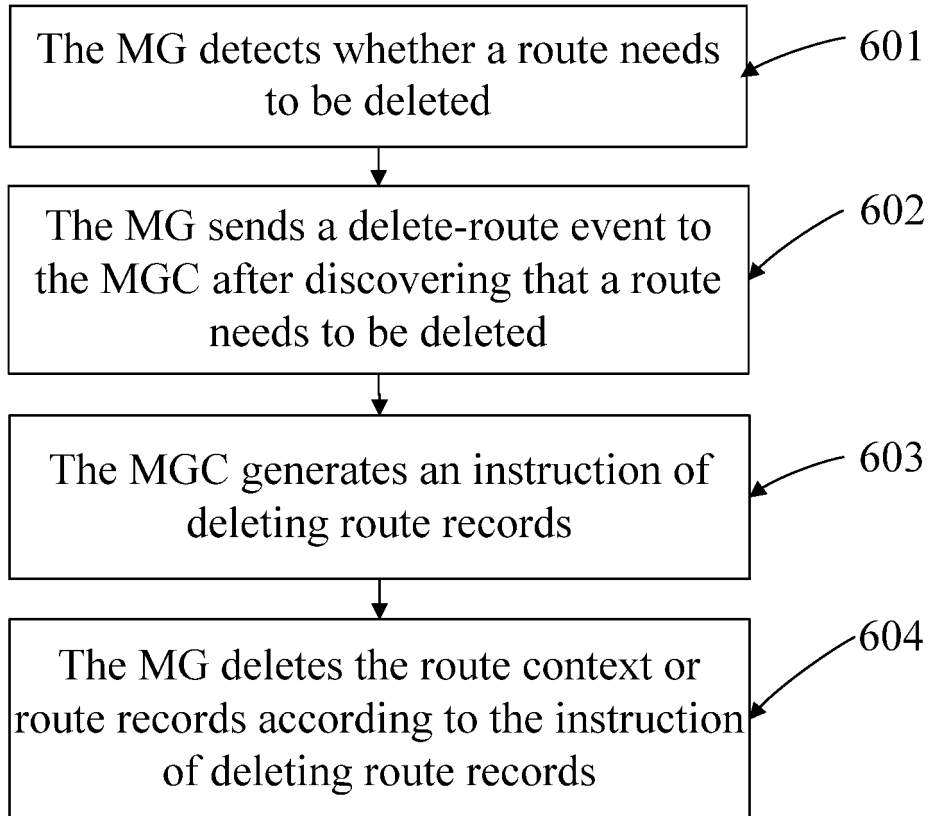 The MG detects whether a route needs
to be deleted
601
The MG sends a delete-route event to
the MGC after discovering that a route
needs to be deleted
602
The MGC generates an instruction of
deleting route records
603
The MG deletes the route context or
route records according to the instruction
of deleting route records
604